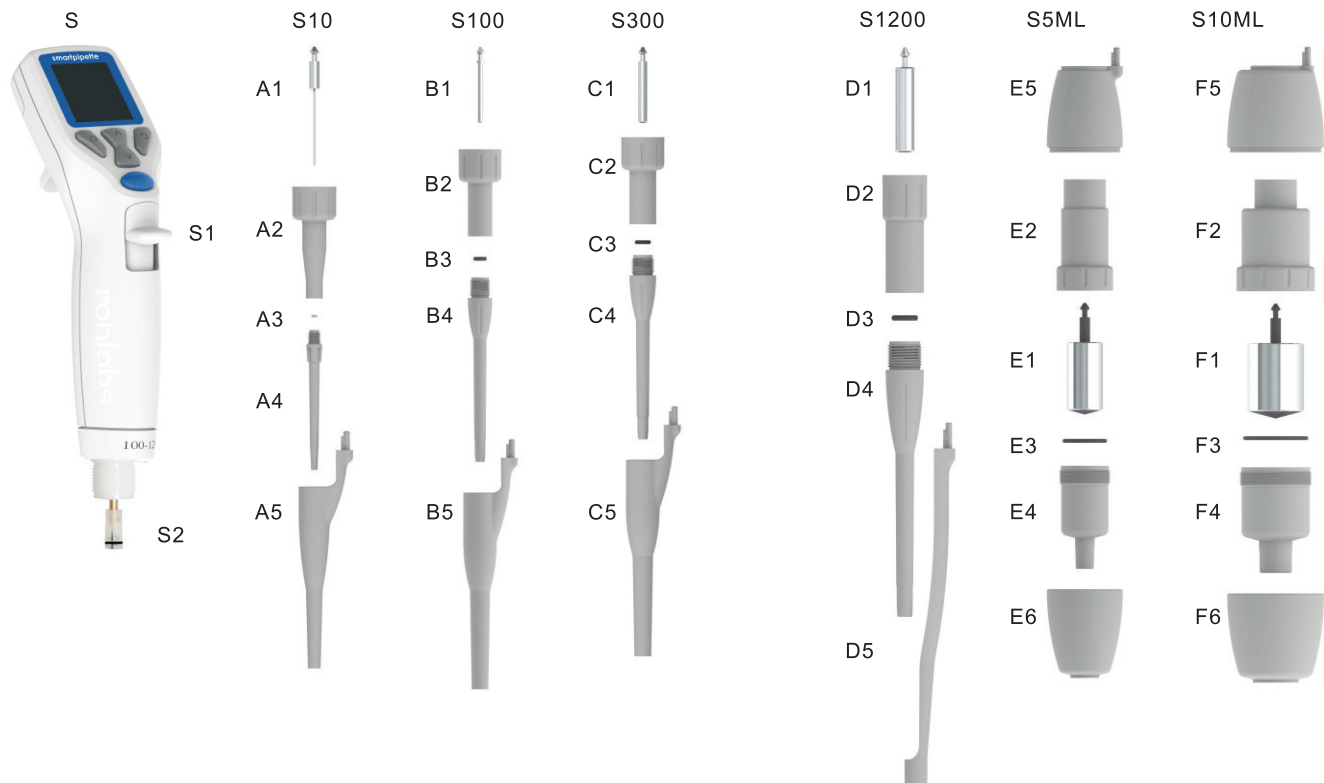 S
S10
S100
S300
S1200
S5ML
S10ML
smartpipette
A1
B1
C1
D1
E5
F5
B2
C2
D2
A2
S1
E2
F2
C3
B3
A3
B4
C4
D3
E1
F1
A4
D4
E3
F3
100-12
A5
B5
C5
E4
F4
S2
E6
F6
D5
ronlabs